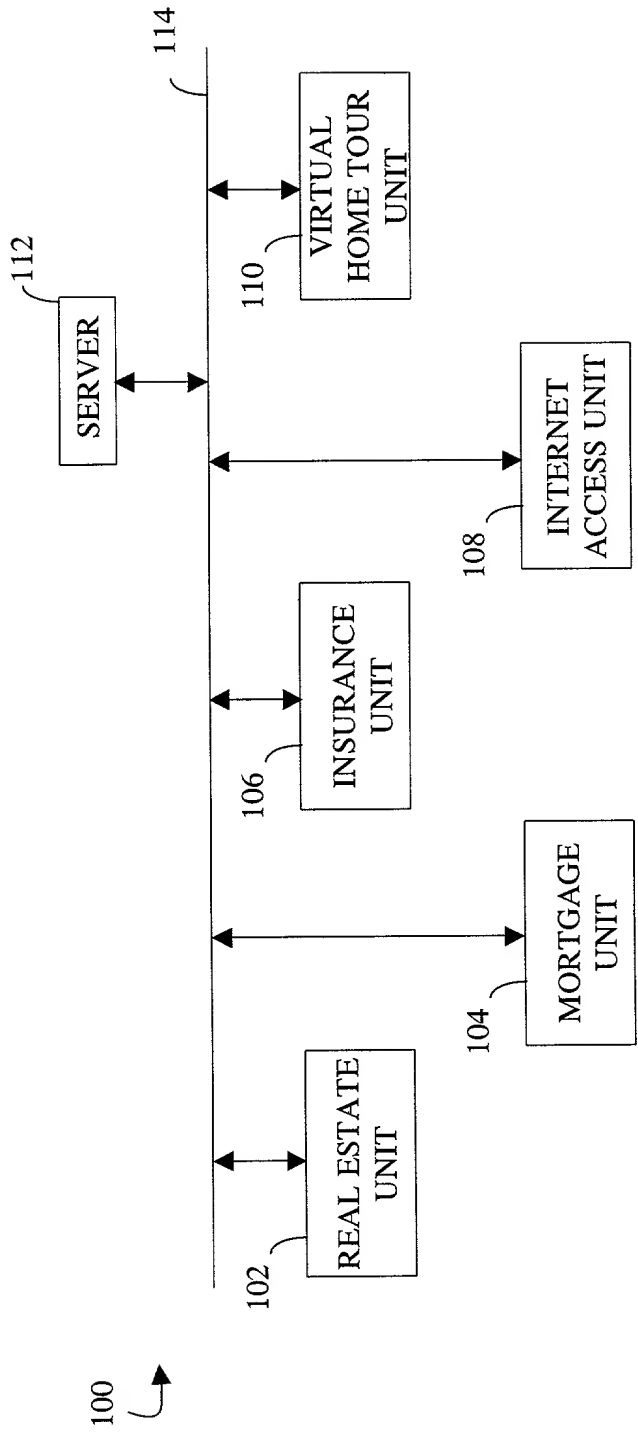 100
112
SERVER
114
102
REAL ESTATE
UNIT
104
MORTGAGE
UNIT
106
INSURANCE
UNIT
108
INTERNET
ACCESS UNIT
110
VIRTUAL
HOME TOUR
UNIT